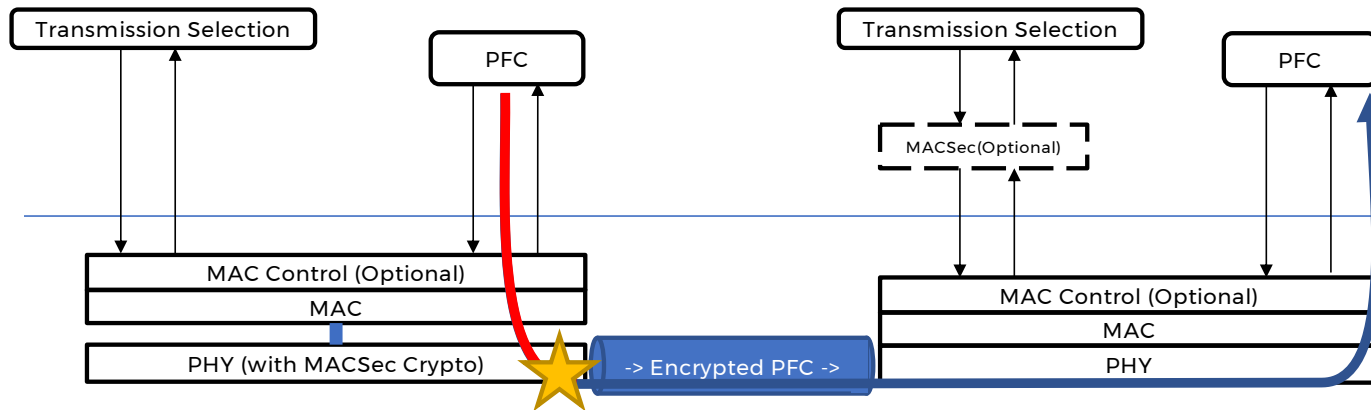 Transmission Selection
PFC
MAC Control (Optional)
MAC
PHY (with MACSec Crypto)
-> Encrypted PFC ->
Transmission Selection
PFC
MACSec(Optional)
MAC Control (Optional)
MAC
PHY